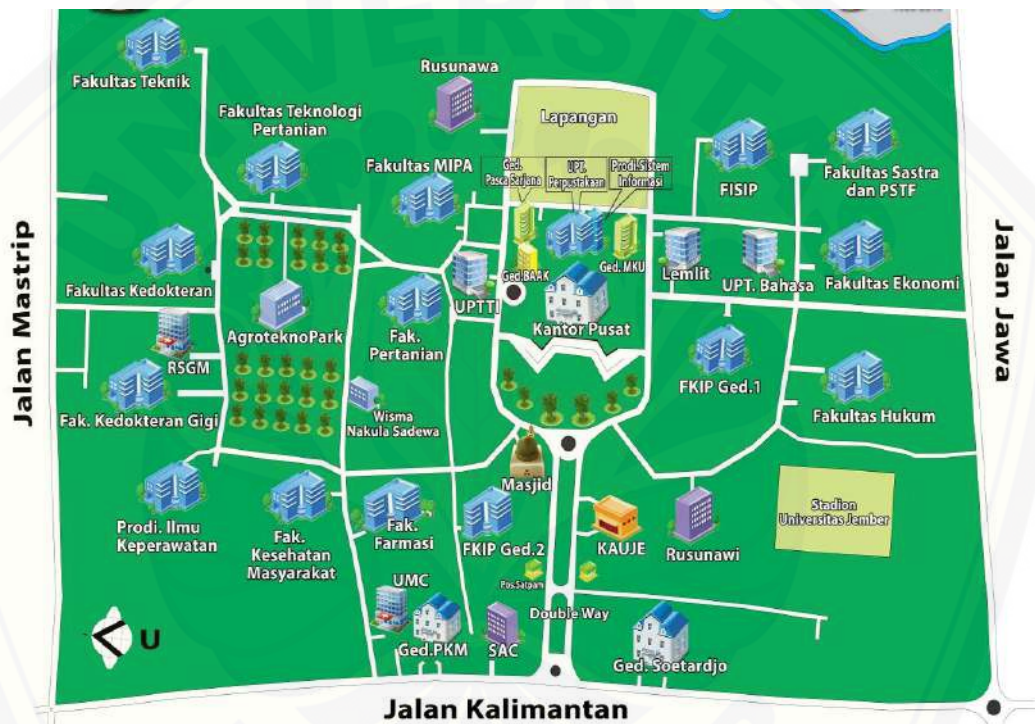 Fakultas Teknik
Rusunawa
Lapangan
Fakultas Teknologi
Pertanian
Fakultas MIPA
Ged.
Pasca Sarjana
UPT.
Perpustakaan
Prodi.Sistem
Informasi
FISIP
Fakultas Sastra
dan PSTF
Jalan Mastrip
Fakultas Kedokteran
AgroteknoPark
UPTTI
Ged.BAAK
Ged. MKU
Lemlit
UPT. Bahasa
Fakultas Ekonomi
Jalan Jawa
Kantor Pusat
Fak.
Pertanian
RSGM
FKIP Ged.1
Fak. Kedokteran Gigi
Wisma
Nakula Sadewa
Fakultas Hukum
Masjid
Stadion
Universitas Jember
Prodi. Ilmu
Keperawatan
Fak.
Kesehatan
Masyarakat
Fak.
Farmasi
FKIP Ged.2
KAUJE
Rusunawi
UMC
Pos.Satpam
Double Way
U
Ged.PKM
SAC
Ged. Soetardjo
Jalan Kalimantan